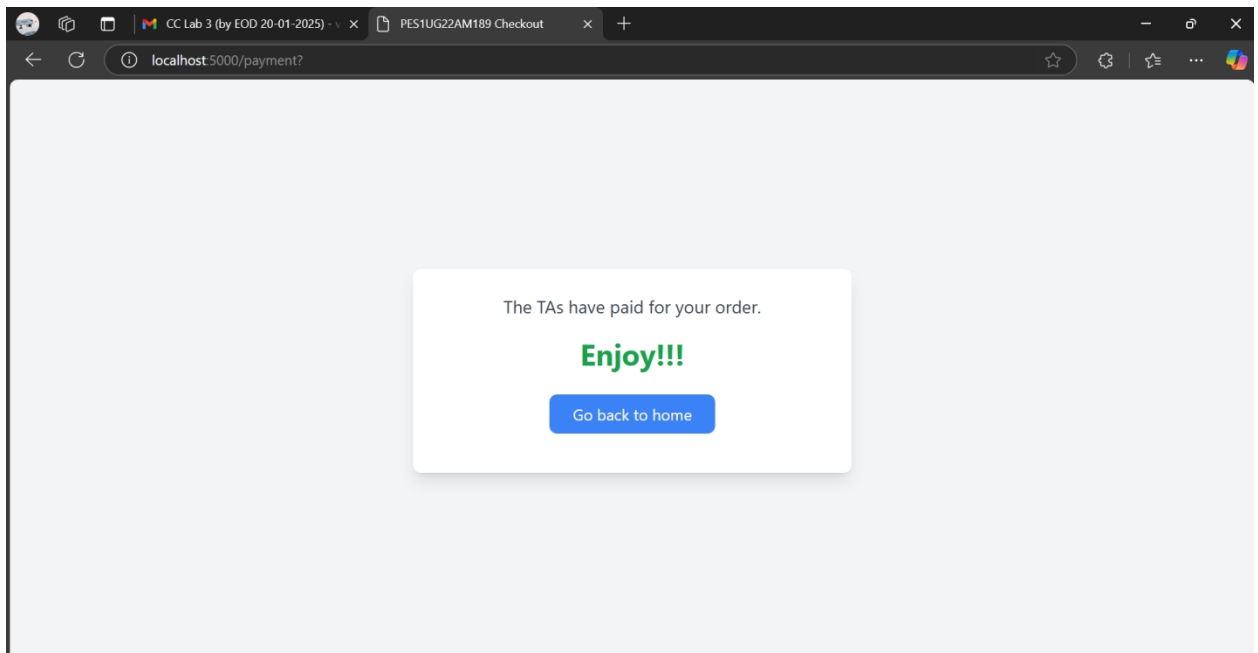 CC Lab 3 (by EOD 20-01-2025) -
PES1UG22AM189 Checkout
localhost:5000/payment?
The TAs have paid for your order.
Enjoy!!!
Go back to home